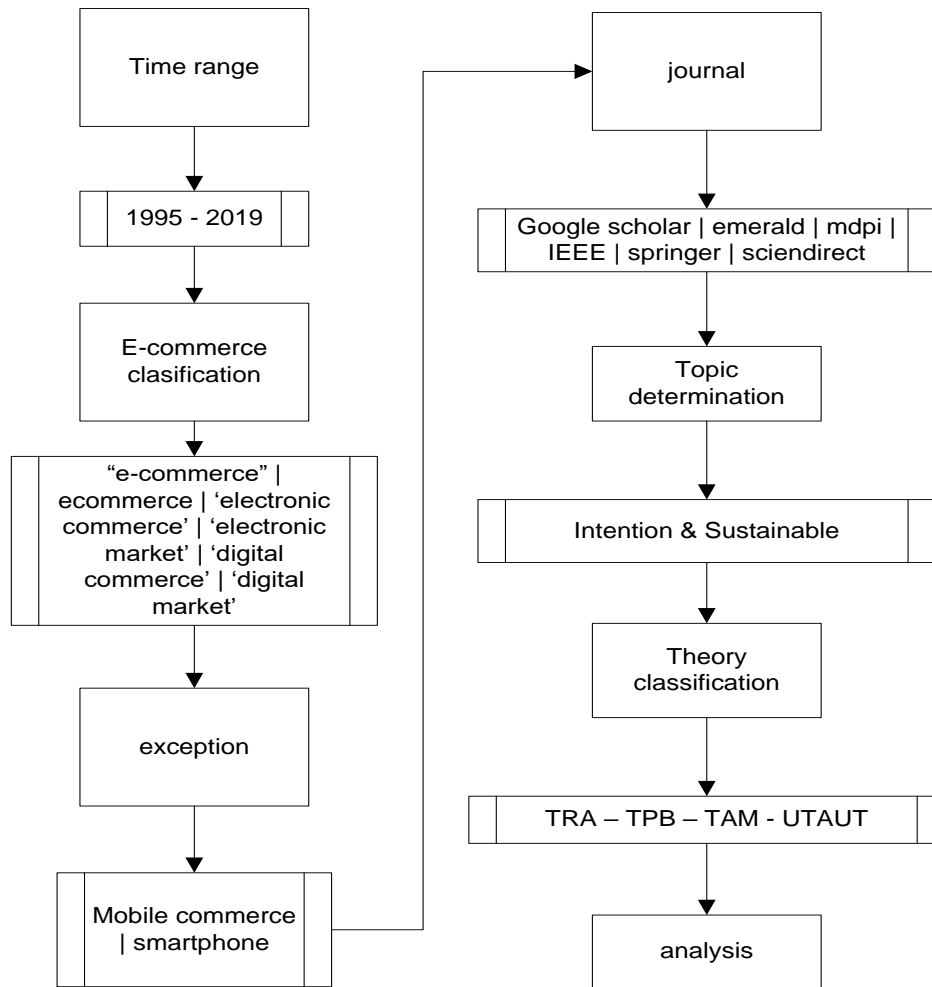 Time range
1995 - 2019
E-commerce
clasification
“e-commerce” |
ecommerce | ‘electronic
commerce’ | ‘electronic
market’ | ‘digital
commerce’ | ‘digital
market’
exception
Mobile commerce
| smartphone
journal
Google scholar | emerald | mdpi |
IEEE | springer | sciendirect
Topic
determination
Intention & Sustainable
Theory
classification
TRA – TPB – TAM - UTAUT
analysis